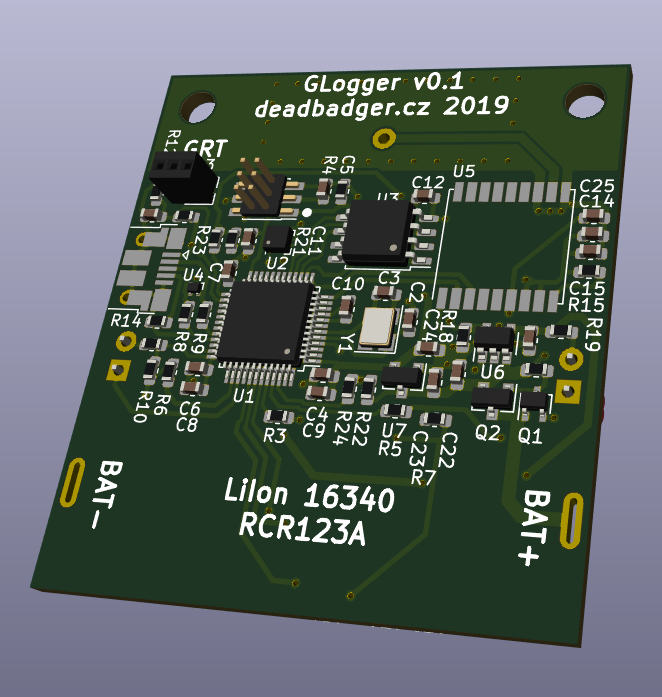 GLogger v0.1
deadbadger.cz 2019
GRT
R4
C5
U5
C12
U3
C25
C14
R23
R21
C11
U2
U4
C7
C3
C10
C2
C15
R15
R14
R8
R9
Y1
C24
R18
R19
U6
R10
R6
C6
C8
U1
R3
C4
C9
R24
R22
U7
R5
C23
R7
C22
Q2
Q1
BAT-
LiIon 16340
RCR123A
BAT+